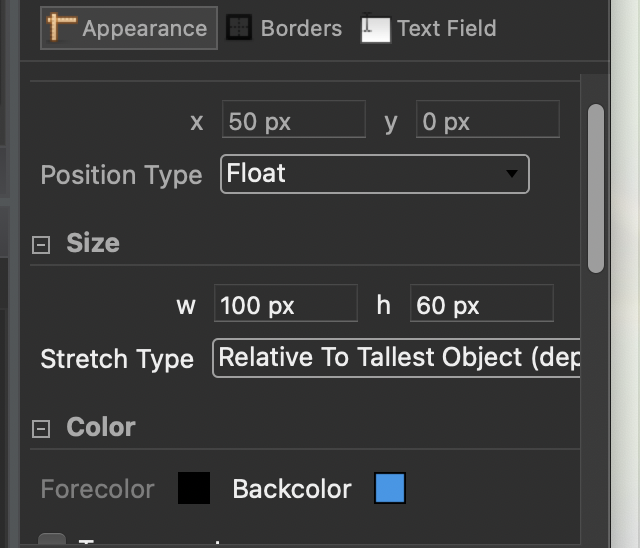 Appearance Borders Text Field
x 50 px y 0 px
Position Type Float
Size
w 100 px h 60 px
Stretch Type Relative To Tallest Object (dep
Color
Forecolor Backcolor